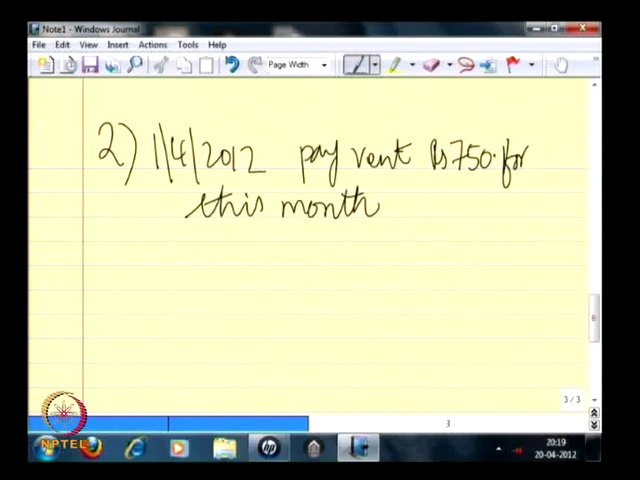 Note1 - Windows Journal
File Edit View Insert Actions Tools Help
Page Width
2) 1/4/2012 pay rent Rs750. for
this month
3 / 3
3
NPTEL
20:19
20-04-2012